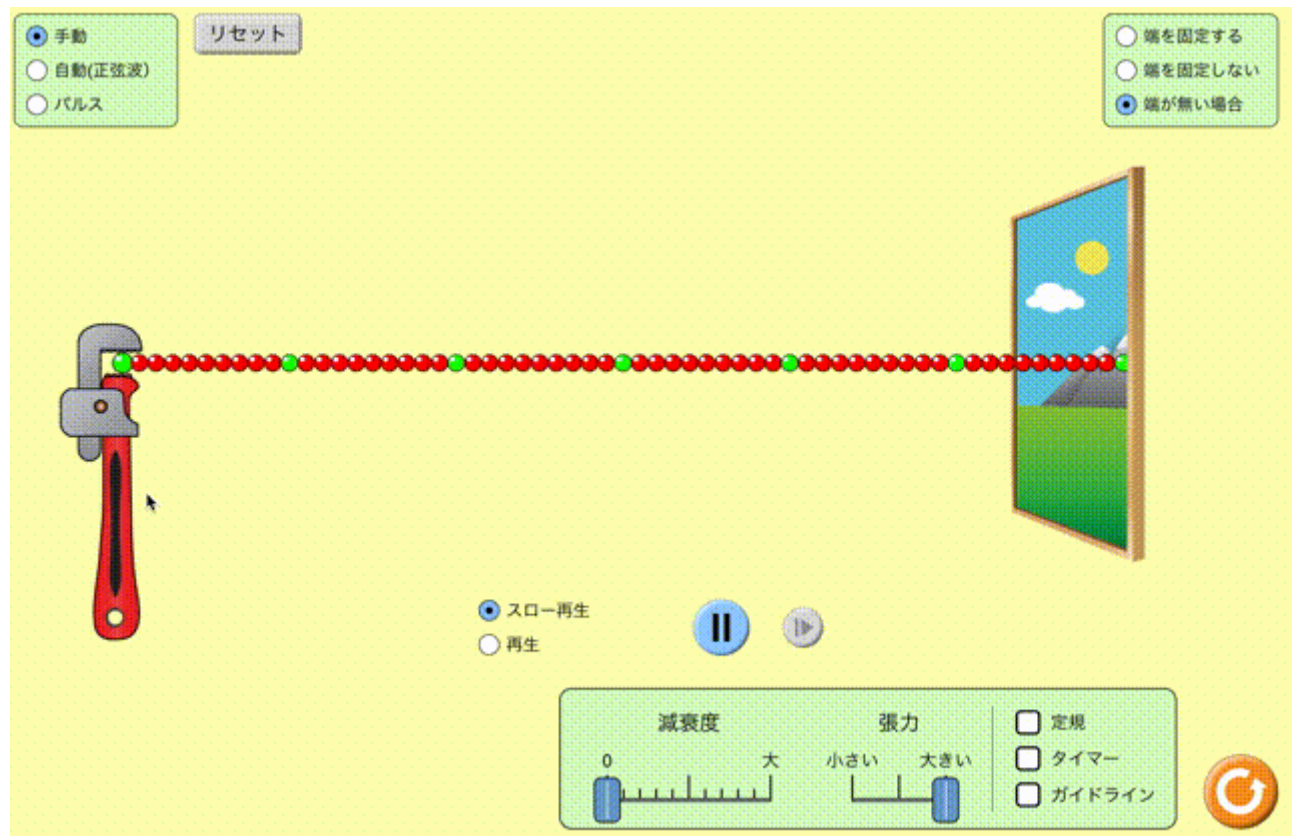 手動
自動(正弦波)
パルス
リセット
端を固定する
端を固定しない
端が無い場合
スロー再生
再生
減衰度
張力
0
大
小さい
大きい
定規
タイマー
ガイドライン